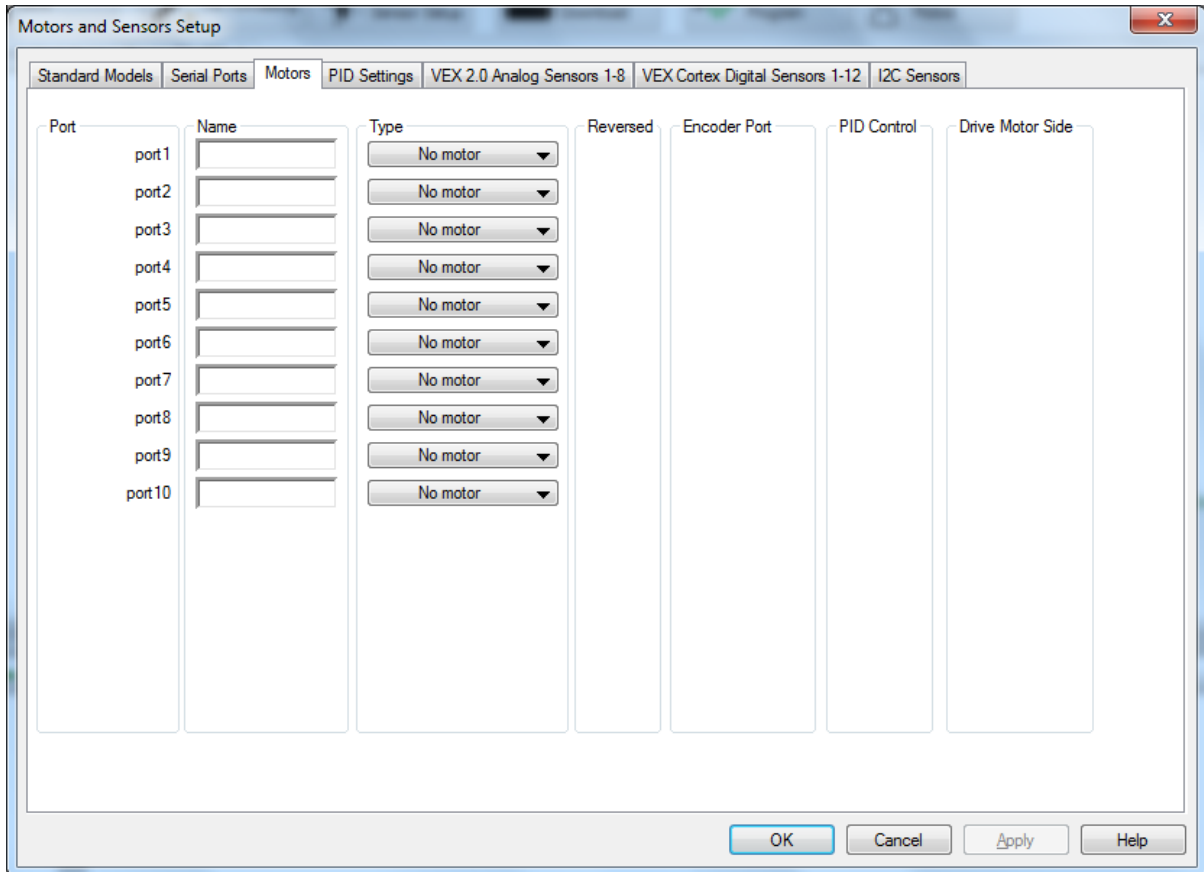 Motors and Sensors Setup
Standard Models Serial Ports Motors PID Settings VEX 2.0 Analog Sensors 1-8 VEX Cortex Digital Sensors 1-12 I2C Sensors
Port Name Type Reversed Encoder Port PID Control Drive Motor Side
port1 No motor
port2 No motor
port3 No motor
port4 No motor
port5 No motor
port6 No motor
port7 No motor
port8 No motor
port9 No motor
port10 No motor
OK Cancel Apply Help